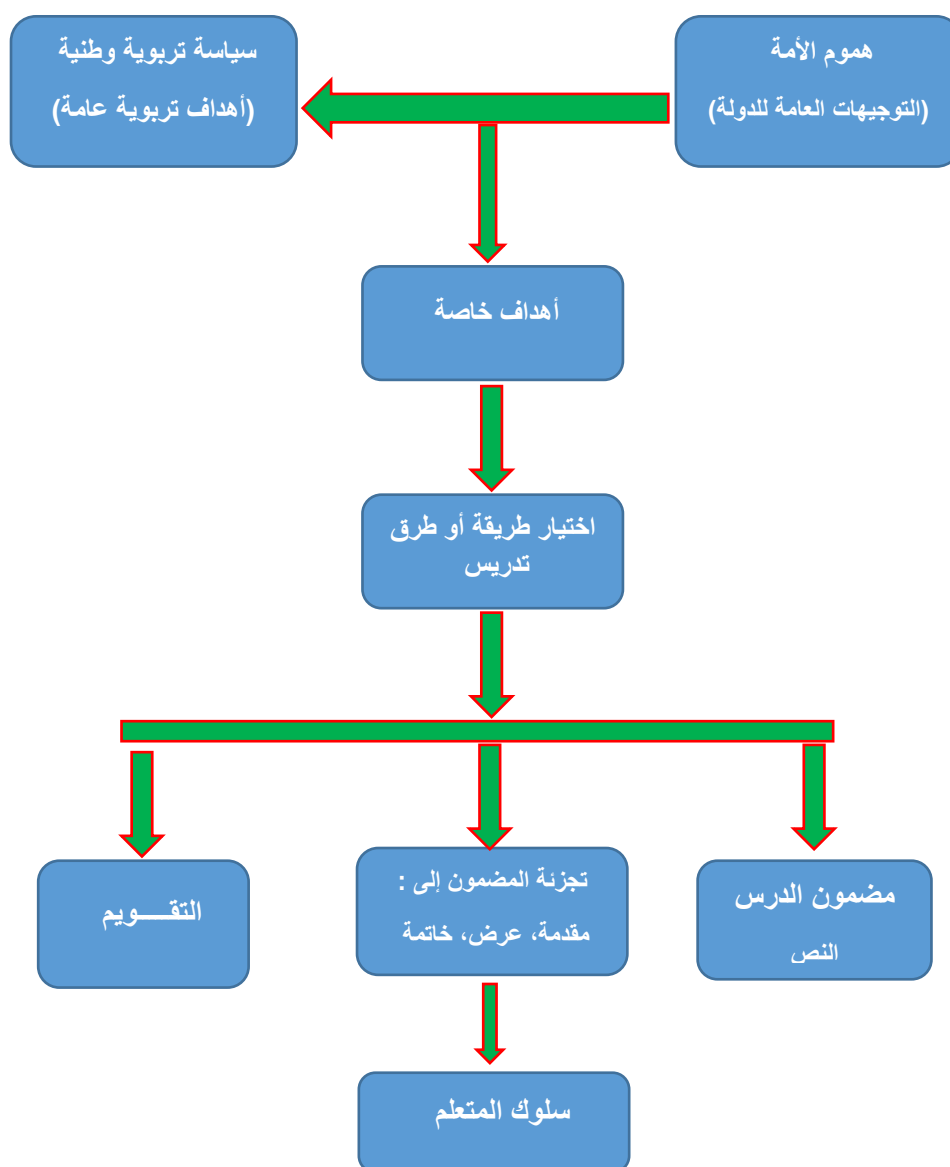 هموم الأمة
(التوجيهات العامة للدولة)
سياسة تربوية وطنية
(أهداف تربوية عامة)
أهداف خاصة
اختيار طريقة أو طرق
تدريس
مضمون الدرس
النص
تجزئة المضمون إلى :
مقدمة، عرض، خاتمة
التقـــــويم
سلوك المتعلم